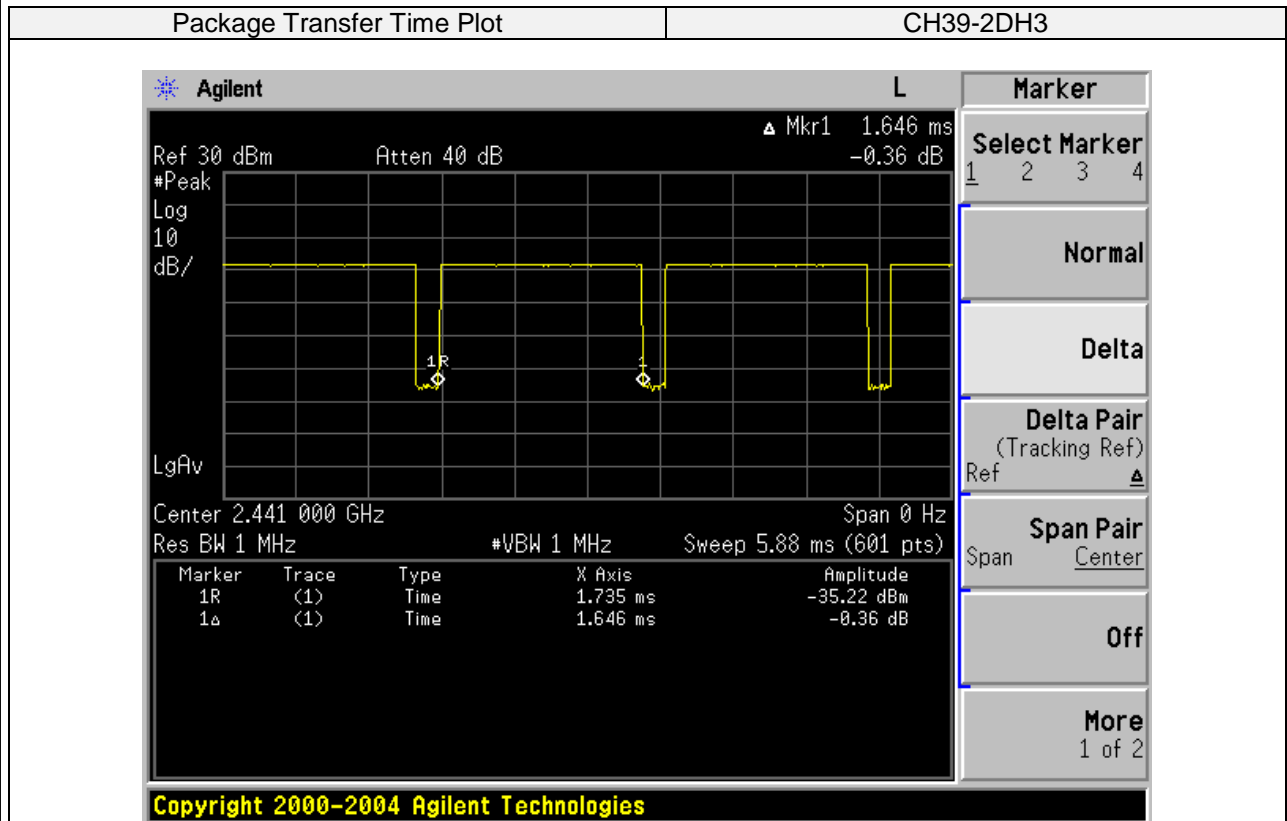 Package Transfer Time Plot CH39-2DH3
Agilent L Marker
▵ Mkr1 1.646 ms
Ref 30 dBm Atten 40 dB -0.36 dB
#Peak
Log
10
dB/
1R 1
LgAv
Center 2.441 000 GHz Span 0 Hz
Res BW 1 MHz #VBW 1 MHz Sweep 5.88 ms (601 pts)
Marker Trace Type X Axis Amplitude
1R (1) Time 1.735 ms -35.22 dBm
1▵ (1) Time 1.646 ms -0.36 dB
Select Marker
1 2 3 4
Normal
Delta
Delta Pair
(Tracking Ref)
Ref ▵
Span Pair
Span Center
Off
More
1 of 2
Copyright 2000-2004 Agilent Technologies